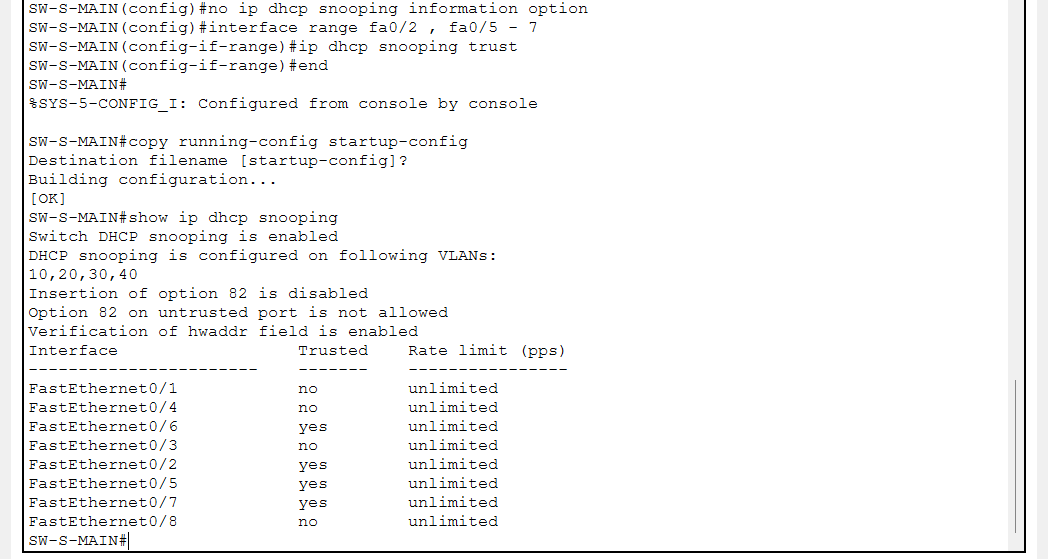 SW-S-MAIN(config)#no ip dhcp snooping information option
SW-S-MAIN(config)#interface range fa0/2 , fa0/5 - 7
SW-S-MAIN(config-if-range)#ip dhcp snooping trust
SW-S-MAIN(config-if-range)#end
SW-S-MAIN#
%SYS-5-CONFIG_I: Configured from console by console
SW-S-MAIN#copy running-config startup-config
Destination filename [startup-config]?
Building configuration...
[OK]
SW-S-MAIN#show ip dhcp snooping
Switch DHCP snooping is enabled
DHCP snooping is configured on following VLANs:
10,20,30,40
Insertion of option 82 is disabled
Option 82 on untrusted port is not allowed
Verification of hwaddr field is enabled
Interface Trusted Rate limit (pps)
----------------------- ------- ----------------
FastEthernet0/1 no unlimited
FastEthernet0/4 no unlimited
FastEthernet0/6 yes unlimited
FastEthernet0/3 no unlimited
FastEthernet0/2 yes unlimited
FastEthernet0/5 yes unlimited
FastEthernet0/7 yes unlimited
FastEthernet0/8 no unlimited
SW-S-MAIN#